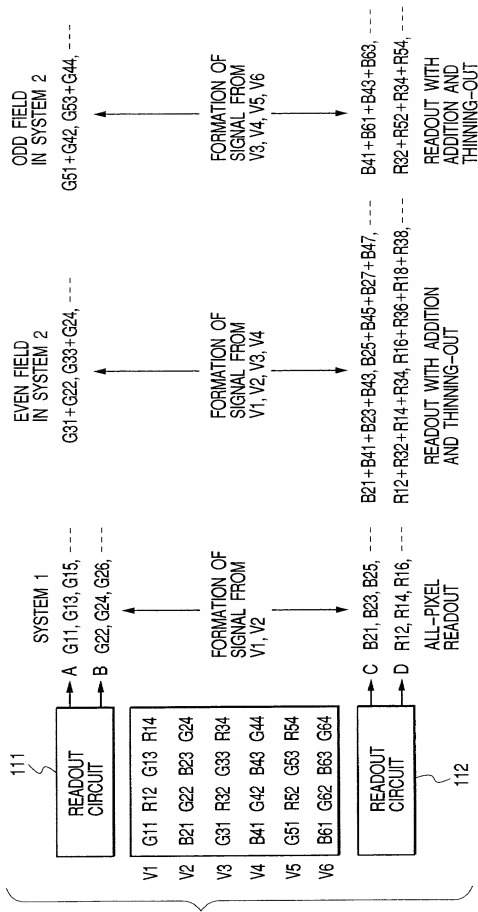 SYSTEM 1
EVEN FIELD
IN SYSTEM 2
ODD FIELD
IN SYSTEM 2
111
READOUT
CIRCUIT
A G11, G13, G15, ---
B G22, G24, G26, ---
G31+G22, G33+G24, ---
G51+G42, G53+G44, ---
V1 G11 R12 G13 R14
V2 B21 G22 B23 G24
V3 G31 R32 G33 R34
V4 B41 G42 B43 G44
V5 G51 R52 G53 R54
V6 B61 G62 B63 G64
FORMATION OF
SIGNAL FROM
V1, V2
FORMATION OF
SIGNAL FROM
V1, V2, V3, V4
FORMATION OF
SIGNAL FROM
V3, V4, V5, V6
READOUT
CIRCUIT
112
C B21, B23, B25, ---
D R12, R14, R16, ---
B21+B41+B23+B43, B25+B45+B27+B47, ---
R12+R32+R14+R34, R16+R36+R18+R38, ---
B41+B61+B43+B63, ---
R32+R52+R34+R54, ---
ALL-PIXEL
READOUT
READOUT WITH ADDITION
AND THINNING-OUT
READOUT WITH
ADDITION AND
THINNING-OUT